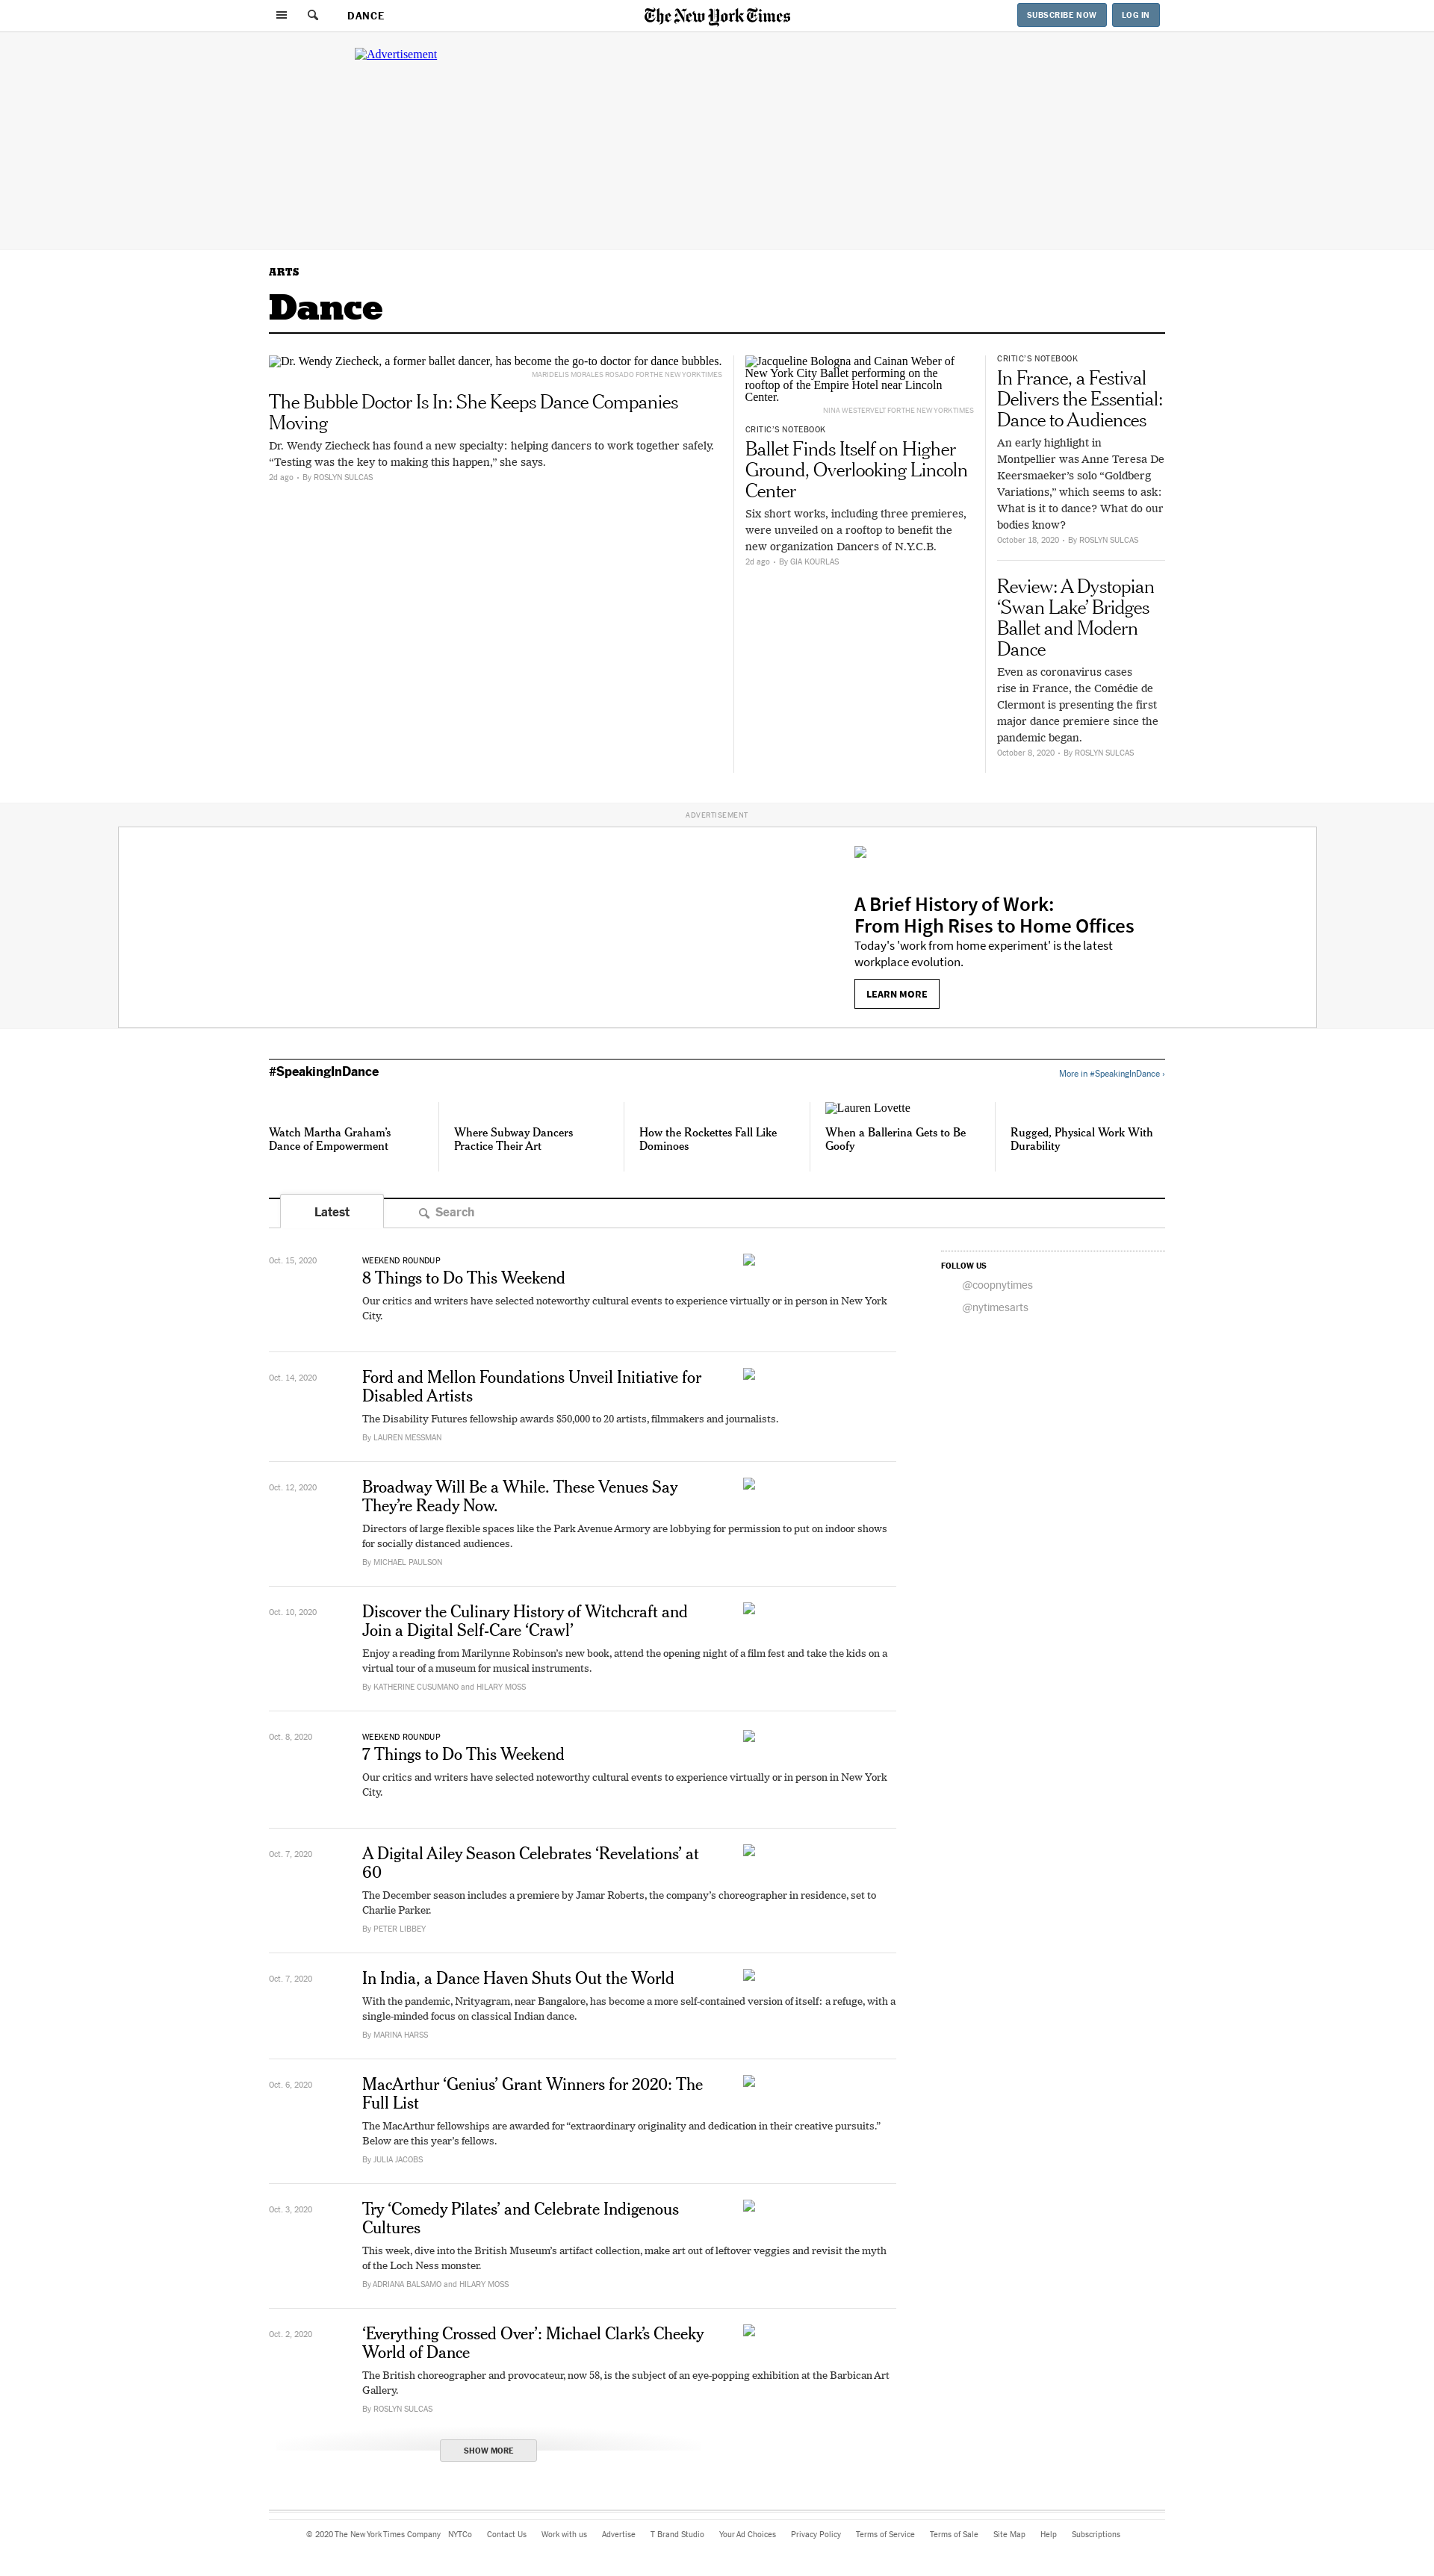 DANCE
The New York Times
SUBSCRIBE NOW
LOG IN
Advertisement
ARTS
Dance
Dr. Wendy Ziecheck, a former ballet dancer, has become the go-to doctor for dance bubbles.
MARIDELIS MORALES ROSADO FOR THE NEW YORK TIMES
The Bubble Doctor Is In: She Keeps Dance Companies
Moving
Dr. Wendy Ziecheck has found a new specialty: helping dancers to work together safely.
“Testing was the key to making this happen,” she says.
2d ago · By ROSLYN SULCAS
Jacqueline Bologna and Cainan Weber of
New York City Ballet performing on the
rooftop of the Empire Hotel near Lincoln
Center.
NINA WESTERVELT FOR THE NEW YORK TIMES
CRITIC’S NOTEBOOK
Ballet Finds Itself on Higher
Ground, Overlooking Lincoln
Center
Six short works, including three premieres,
were unveiled on a rooftop to benefit the
new organization Dancers of N.Y.C.B.
2d ago · By GIA KOURLAS
CRITIC’S NOTEBOOK
In France, a Festival
Delivers the Essential:
Dance to Audiences
An early highlight in
Montpellier was Anne Teresa De
Keersmaeker’s solo “Goldberg
Variations,” which seems to ask:
What is it to dance? What do our
bodies know?
October 18, 2020 · By ROSLYN SULCAS
Review: A Dystopian
‘Swan Lake’ Bridges
Ballet and Modern
Dance
Even as coronavirus cases
rise in France, the Comédie de
Clermont is presenting the first
major dance premiere since the
pandemic began.
October 8, 2020 · By ROSLYN SULCAS
ADVERTISEMENT
A Brief History of Work:
From High Rises to Home Offices
Today's 'work from home experiment' is the latest
workplace evolution.
LEARN MORE
#SpeakingInDance
More in #SpeakingInDance ›
Watch Martha Graham’s
Dance of Empowerment
Where Subway Dancers
Practice Their Art
How the Rockettes Fall Like
Dominoes
Lauren Lovette
When a Ballerina Gets to Be
Goofy
Rugged, Physical Work With
Durability
Latest
Search
Oct. 15, 2020
WEEKEND ROUNDUP
8 Things to Do This Weekend
Our critics and writers have selected noteworthy cultural events to experience virtually or in person in New York
City.
FOLLOW US
@coopnytimes
@nytimesarts
Oct. 14, 2020
Ford and Mellon Foundations Unveil Initiative for
Disabled Artists
The Disability Futures fellowship awards $50,000 to 20 artists, filmmakers and journalists.
By LAUREN MESSMAN
Oct. 12, 2020
Broadway Will Be a While. These Venues Say
They’re Ready Now.
Directors of large flexible spaces like the Park Avenue Armory are lobbying for permission to put on indoor shows
for socially distanced audiences.
By MICHAEL PAULSON
Oct. 10, 2020
Discover the Culinary History of Witchcraft and
Join a Digital Self-Care ‘Crawl’
Enjoy a reading from Marilynne Robinson’s new book, attend the opening night of a film fest and take the kids on a
virtual tour of a museum for musical instruments.
By KATHERINE CUSUMANO and HILARY MOSS
Oct. 8, 2020
WEEKEND ROUNDUP
7 Things to Do This Weekend
Our critics and writers have selected noteworthy cultural events to experience virtually or in person in New York
City.
Oct. 7, 2020
A Digital Ailey Season Celebrates ‘Revelations’ at
60
The December season includes a premiere by Jamar Roberts, the company’s choreographer in residence, set to
Charlie Parker.
By PETER LIBBEY
Oct. 7, 2020
In India, a Dance Haven Shuts Out the World
With the pandemic, Nrityagram, near Bangalore, has become a more self-contained version of itself: a refuge, with a
single-minded focus on classical Indian dance.
By MARINA HARSS
Oct. 6, 2020
MacArthur ‘Genius’ Grant Winners for 2020: The
Full List
The MacArthur fellowships are awarded for “extraordinary originality and dedication in their creative pursuits.”
Below are this year’s fellows.
By JULIA JACOBS
Oct. 3, 2020
Try ‘Comedy Pilates’ and Celebrate Indigenous
Cultures
This week, dive into the British Museum’s artifact collection, make art out of leftover veggies and revisit the myth
of the Loch Ness monster.
By ADRIANA BALSAMO and HILARY MOSS
Oct. 2, 2020
‘Everything Crossed Over’: Michael Clark’s Cheeky
World of Dance
The British choreographer and provocateur, now 58, is the subject of an eye-popping exhibition at the Barbican Art
Gallery.
By ROSLYN SULCAS
SHOW MORE
© 2020 The New York Times Company NYTCo Contact Us Work with us Advertise T Brand Studio Your Ad Choices Privacy Policy Terms of Service Terms of Sale Site Map Help Subscriptions